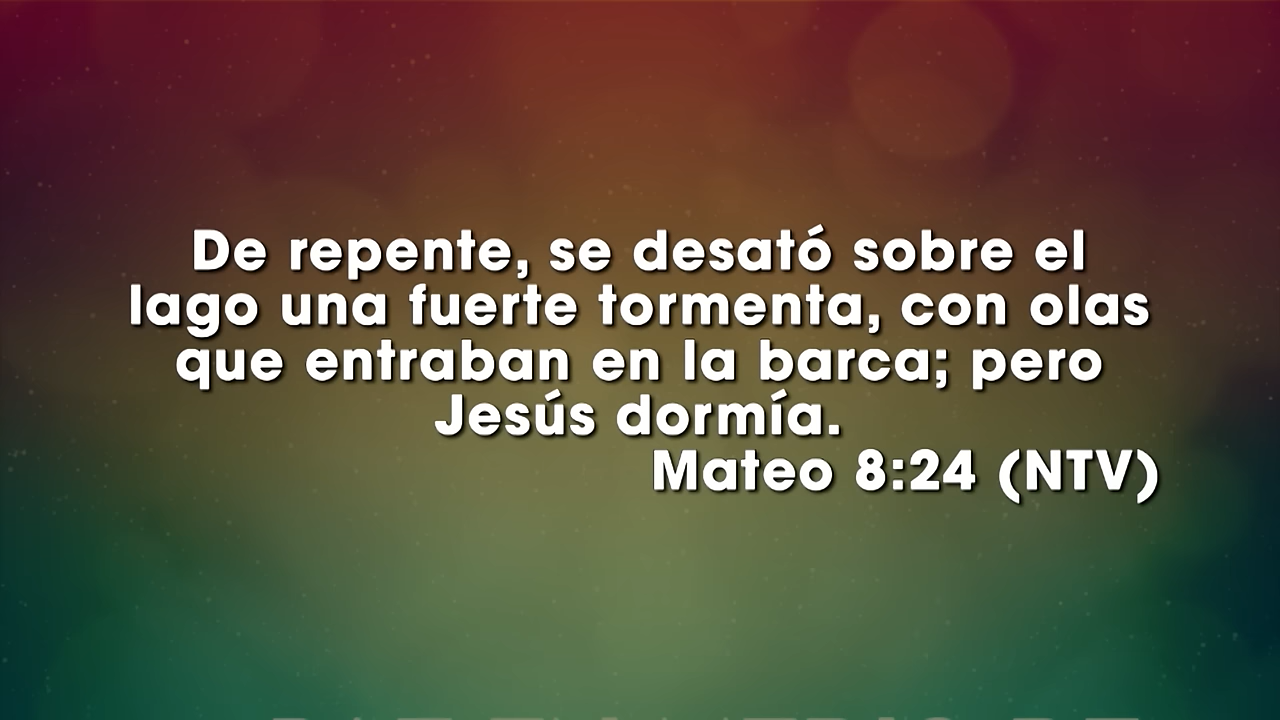 De repente, se desató sobre el
lago una fuerte tormenta, con olas
que entraban en la barca; pero
Jesús dormía.
Mateo 8:24 (NTV)